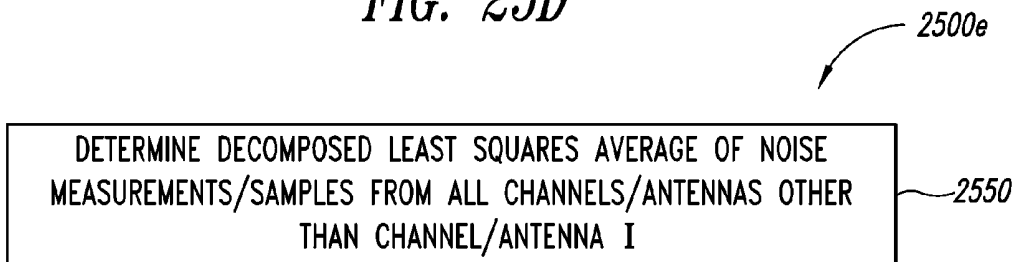 FIG. 25D
2500e
DETERMINE DECOMPOSED LEAST SQUARES AVERAGE OF NOISE
MEASUREMENTS/SAMPLES FROM ALL CHANNELS/ANTENNAS OTHER
THAN CHANNEL/ANTENNA I
2550